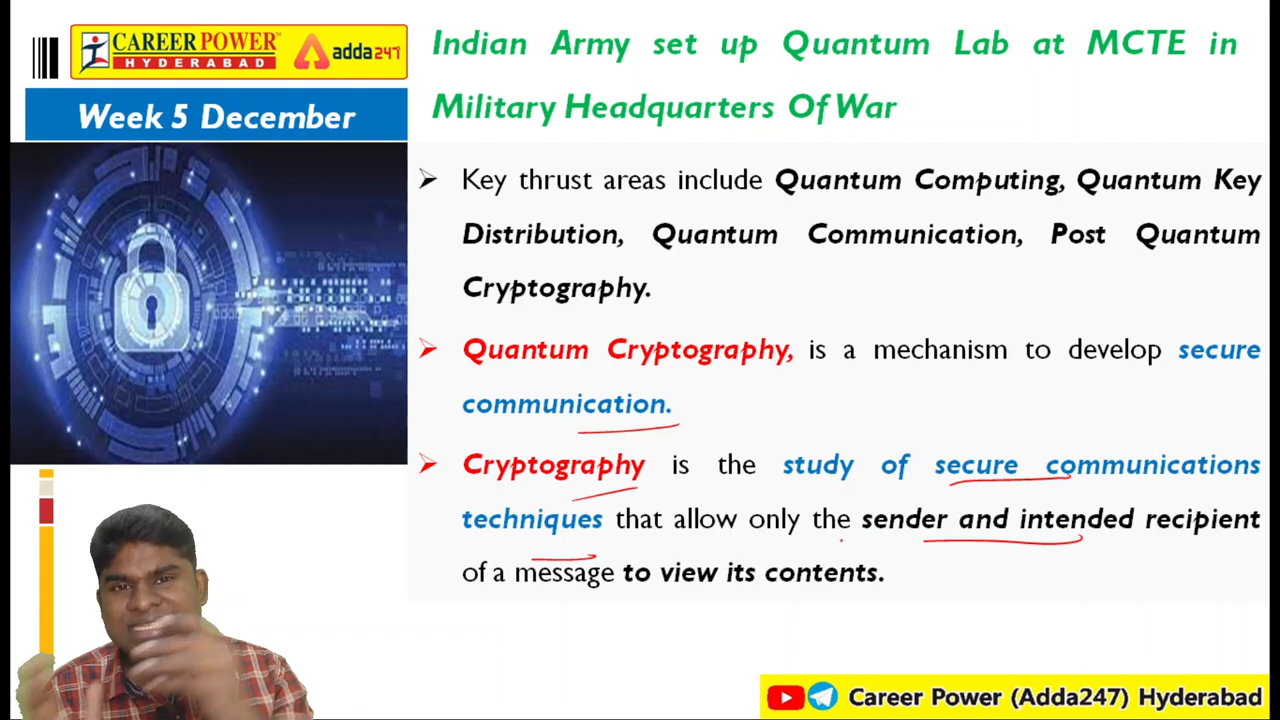 CAREER POWER
HYDERABAD
adda247
Week 5 December
Indian Army set up Quantum Lab at MCTE in
Military Headquarters Of War
Key thrust areas include Quantum Computing, Quantum Key
Distribution, Quantum Communication, Post Quantum
Cryptography.
Quantum Cryptography, is a mechanism to develop secure
communication.
Cryptography is the study of secure communications
techniques that allow only the sender and intended recipient
of a message to view its contents.
Career Power (Adda247) Hyderabad